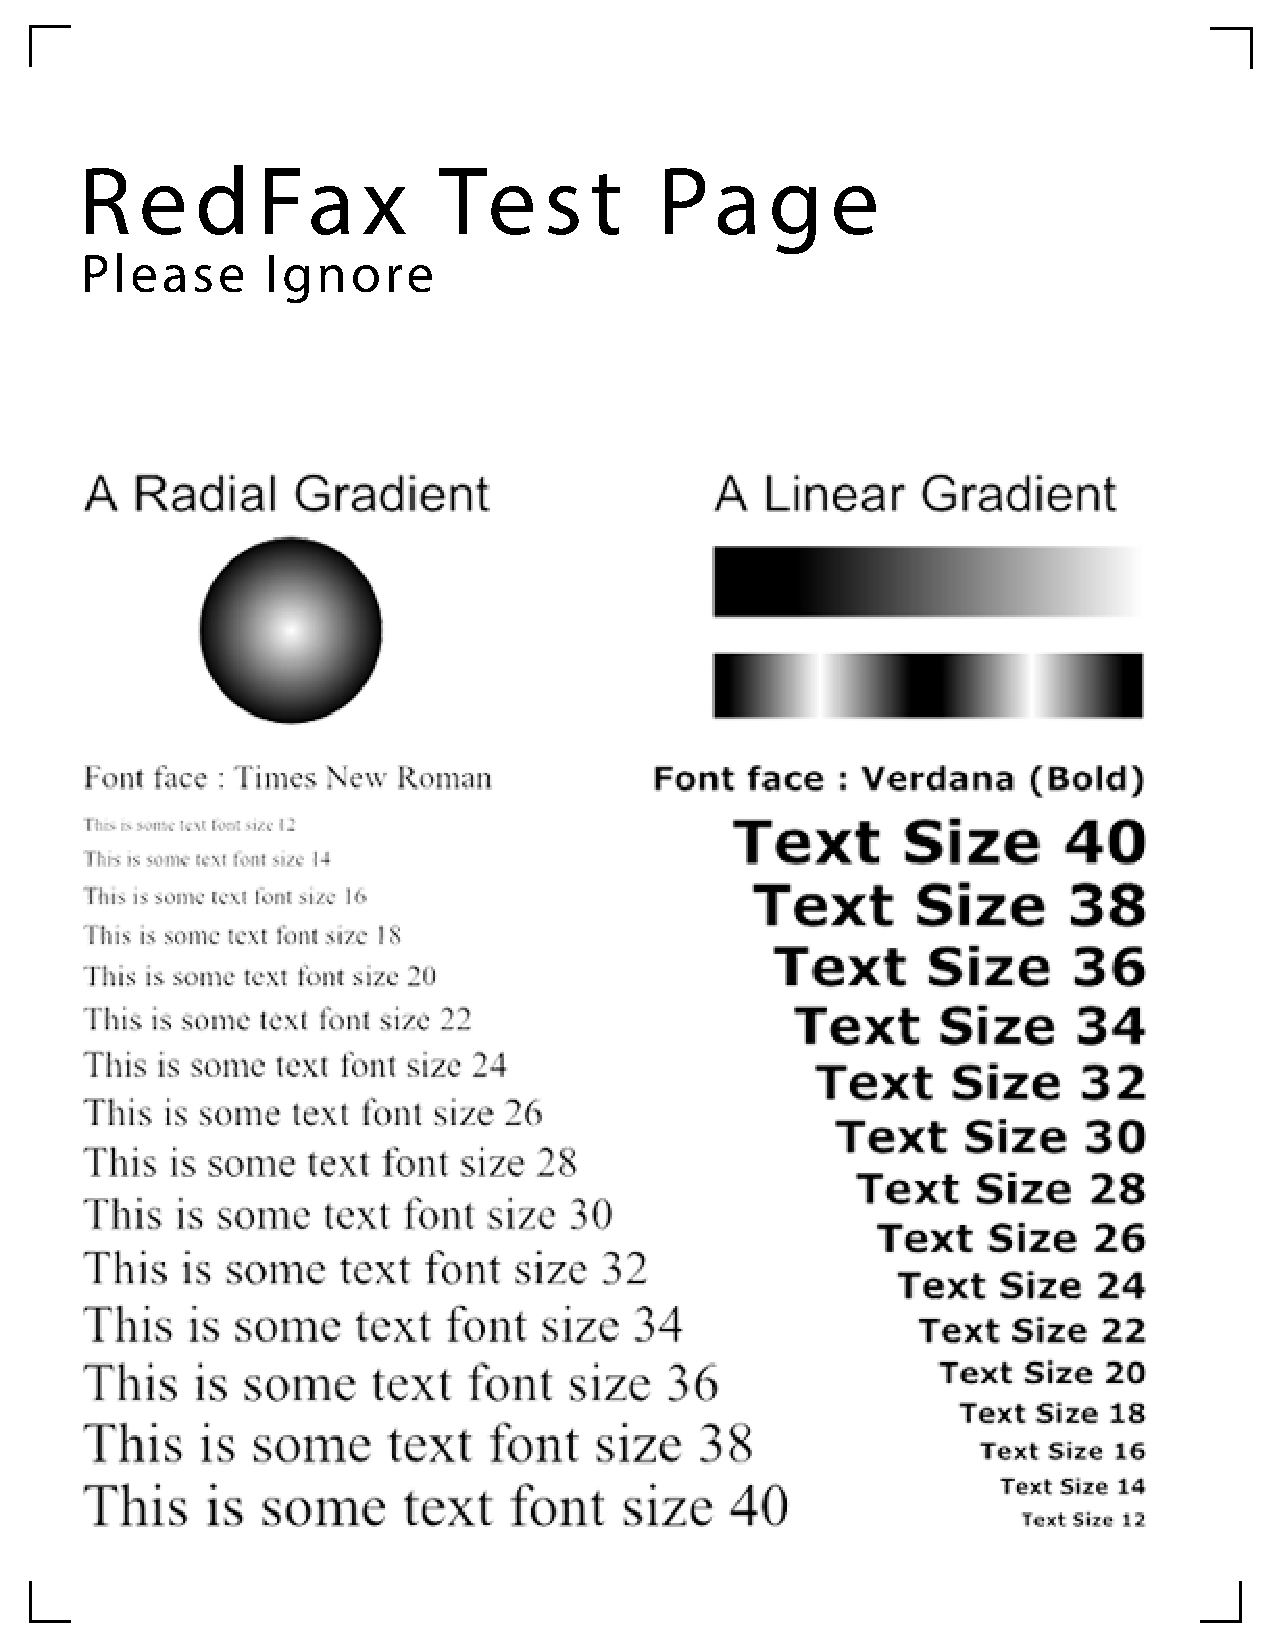 RedFax Test Page
Please Ignore
A Radial Gradient
A Linear Gradient
Font face : Times New Roman
This is some text font size 12
This is some text font size 14
This is some text font size 16
This is some text font size 18
This is some text font size 20
This is some text font size 22
This is some text font size 24
This is some text font size 26
This is some text font size 28
This is some text font size 30
This is some text font size 32
This is some text font size 34
This is some text font size 36
This is some text font size 38
This is some text font size 40
Font face : Verdana (Bold)
Text Size 40
Text Size 38
Text Size 36
Text Size 34
Text Size 32
Text Size 30
Text Size 28
Text Size 26
Text Size 24
Text Size 22
Text Size 20
Text Size 18
Text Size 16
Text Size 14
Text Size 12